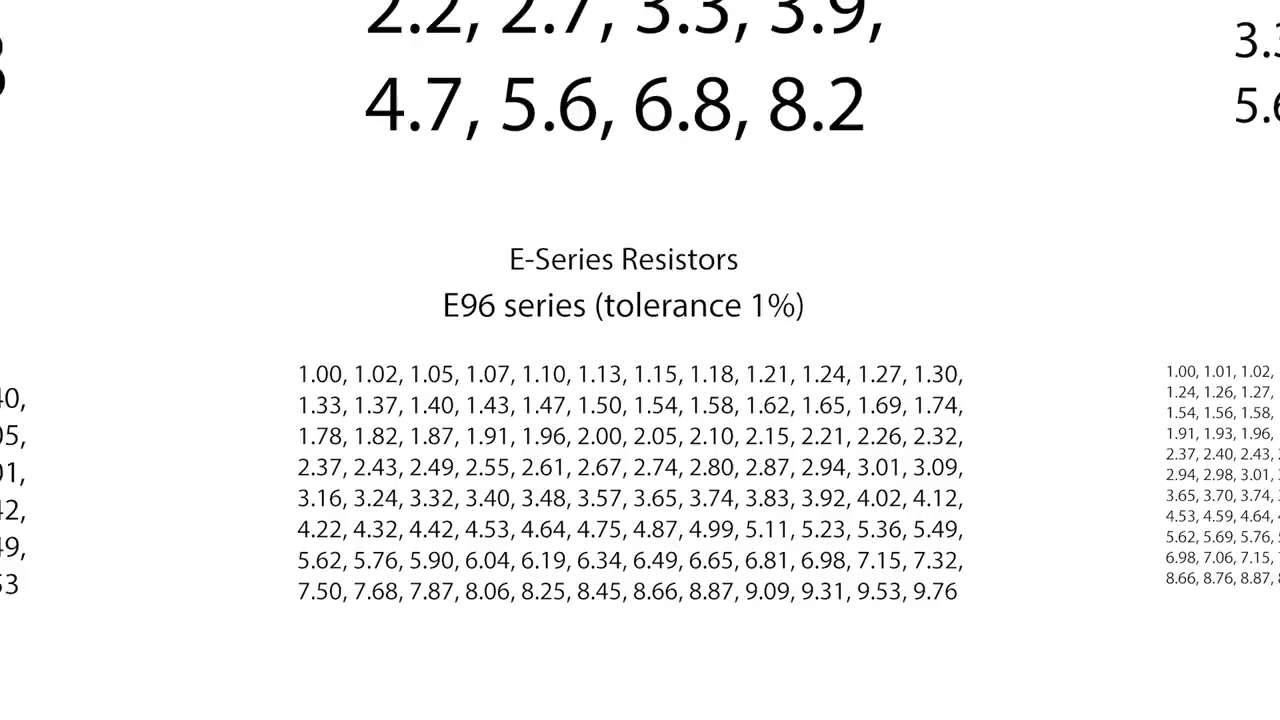 2.2, 2.7, 3.3, 3.9,
4.7, 5.6, 6.8, 8.2
E-Series Resistors
E96 series (tolerance 1%)
1.00, 1.02, 1.05, 1.07, 1.10, 1.13, 1.15, 1.18, 1.21, 1.24, 1.27, 1.30,
1.33, 1.37, 1.40, 1.43, 1.47, 1.50, 1.54, 1.58, 1.62, 1.65, 1.69, 1.74,
1.78, 1.82, 1.87, 1.91, 1.96, 2.00, 2.05, 2.10, 2.15, 2.21, 2.26, 2.32,
2.37, 2.43, 2.49, 2.55, 2.61, 2.67, 2.74, 2.80, 2.87, 2.94, 3.01, 3.09,
3.16, 3.24, 3.32, 3.40, 3.48, 3.57, 3.65, 3.74, 3.83, 3.92, 4.02, 4.12,
4.22, 4.32, 4.42, 4.53, 4.64, 4.75, 4.87, 4.99, 5.11, 5.23, 5.36, 5.49,
5.62, 5.76, 5.90, 6.04, 6.19, 6.34, 6.49, 6.65, 6.81, 6.98, 7.15, 7.32,
7.50, 7.68, 7.87, 8.06, 8.25, 8.45, 8.66, 8.87, 9.09, 9.31, 9.53, 9.76
1.00, 1.01, 1.02,
1.24, 1.26, 1.27,
1.54, 1.56, 1.58,
1.91, 1.93, 1.96,
2.37, 2.40, 2.43,
2.94, 2.98, 3.01,
3.65, 3.70, 3.74,
4.53, 4.59, 4.64,
5.62, 5.69, 5.76,
6.98, 7.06, 7.15,
8.66, 8.76, 8.87,